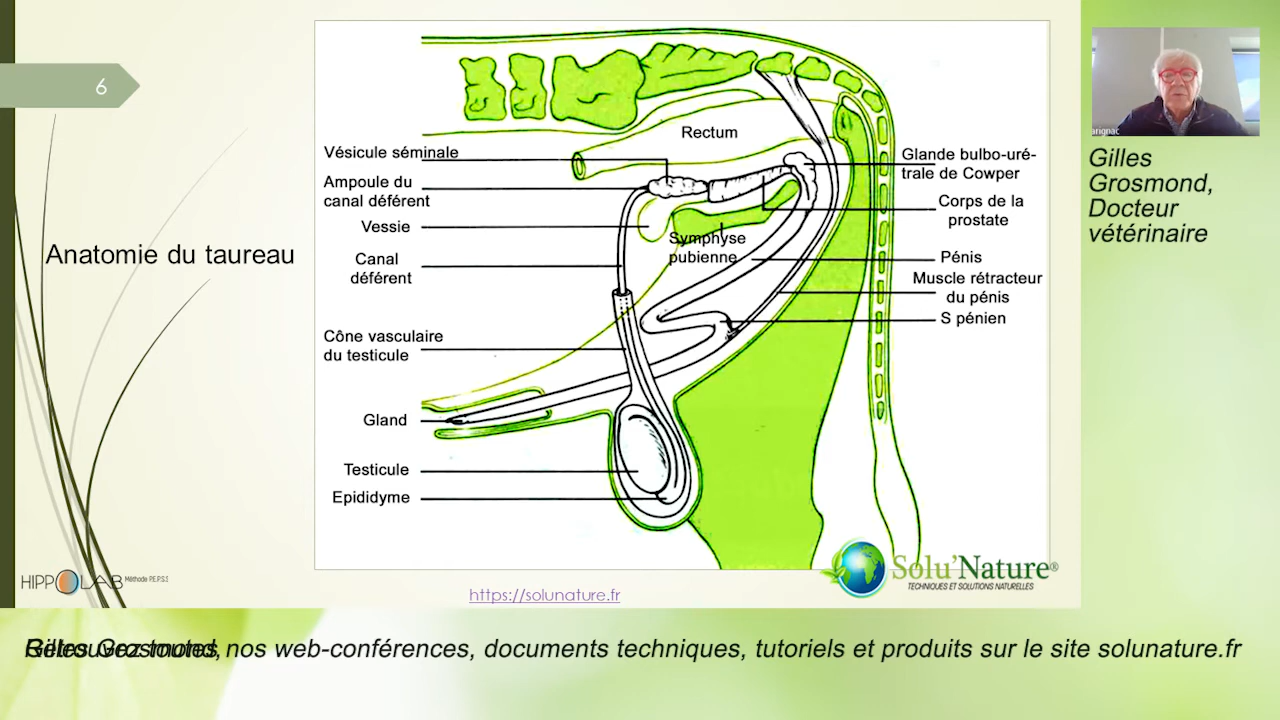 6
Anatomie du taureau
Rectum
Vésicule séminale
Ampoule du
canal déférent
Vessie
Canal
déférent
Symphyse
pubienne
Cône vasculaire
du testicule
Gland
Testicule
Epididyme
Glande bulbo-uré-
trale de Cowper
Corps de la
prostate
Pénis
Muscle rétracteur
du pénis
S pénien
HIPPOLAB Méthode P.E.P.S.S
https://solunature.fr
Solu'Nature®
TECHNIQUES ET SOLUTIONS NATURELLES
arignac
Gilles
Grosmond,
Docteur
vétérinaire
nos web-conférences, documents techniques, tutoriels et produits sur le site solunature.fr